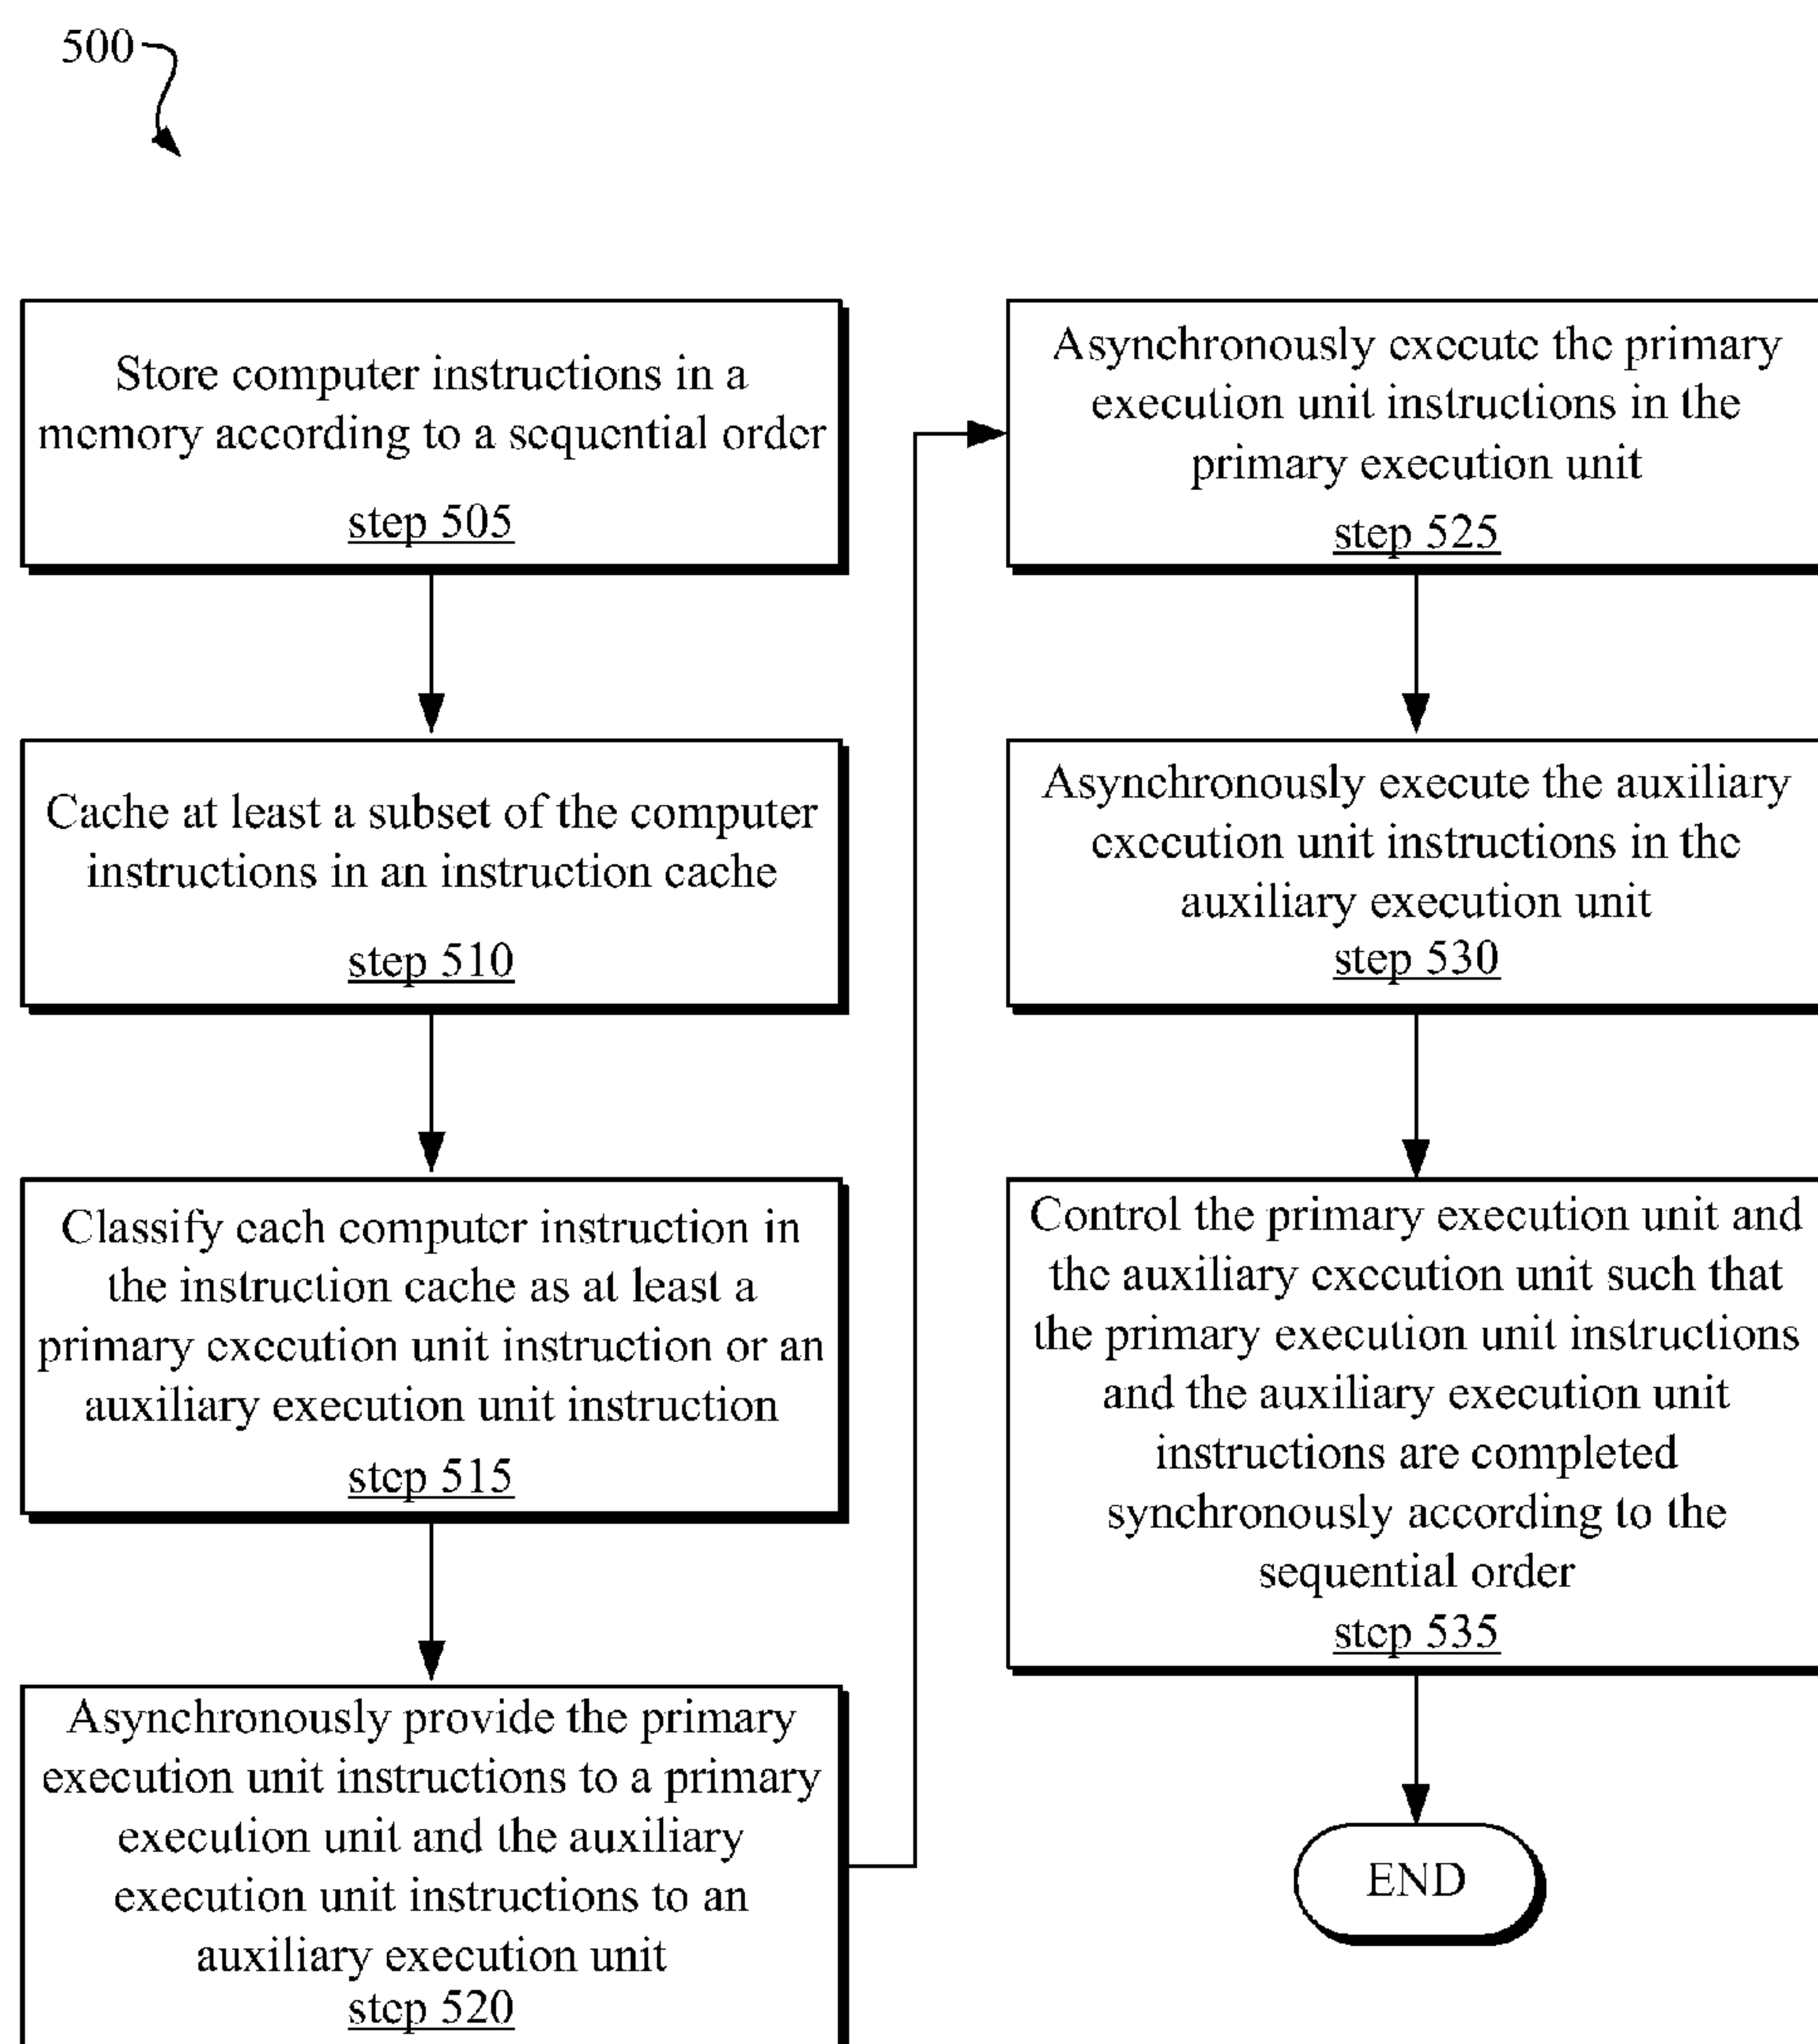 500
Store computer instructions in a
memory according to a sequential order
step 505
Cache at least a subset of the computer
instructions in an instruction cache
step 510
Classify each computer instruction in
the instruction cache as at least a
primary execution unit instruction or an
auxiliary execution unit instruction
step 515
Asynchronously provide the primary
execution unit instructions to a primary
execution unit and the auxiliary
execution unit instructions to an
auxiliary execution unit
step 520
Asynchronously execute the primary
execution unit instructions in the
primary execution unit
step 525
Asynchronously execute the auxiliary
execution unit instructions in the
auxiliary execution unit
step 530
Control the primary execution unit and
the auxiliary execution unit such that
the primary execution unit instructions
and the auxiliary execution unit
instructions are completed
synchronously according to the
sequential order
step 535
END